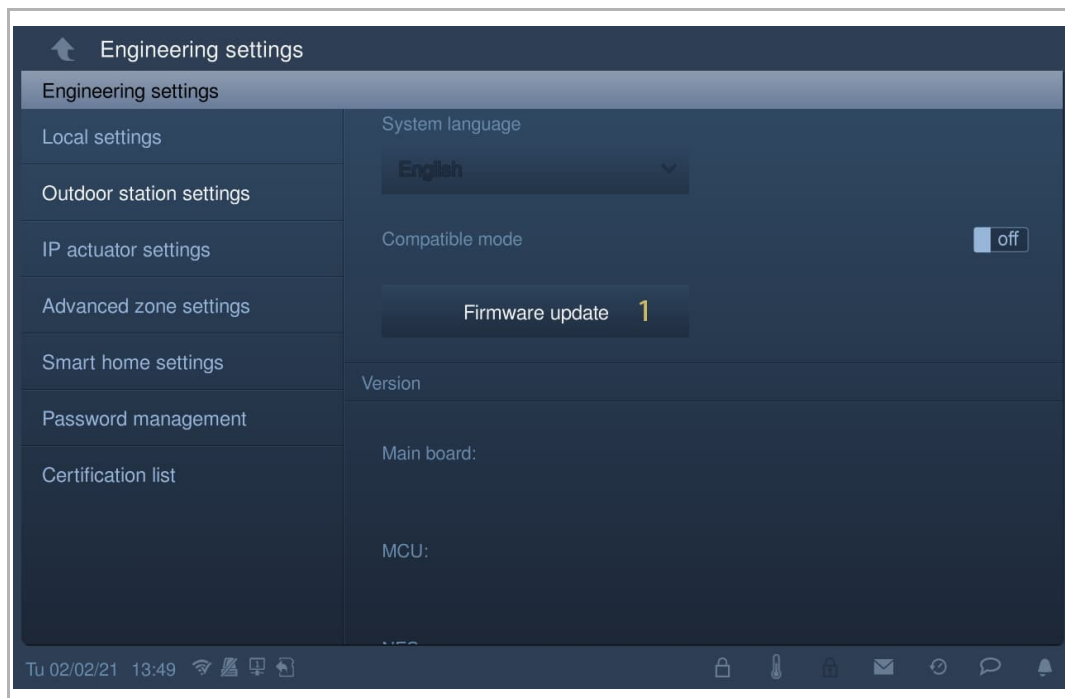 Engineering settings
Engineering settings
Local settings
Outdoor station settings
IP actuator settings
Advanced zone settings
Smart home settings
Password management
Certification list
System language
English
Compatible mode
off
Firmware update 1
Version
Main board:
MCU:
Tu 02/02/21 13:49